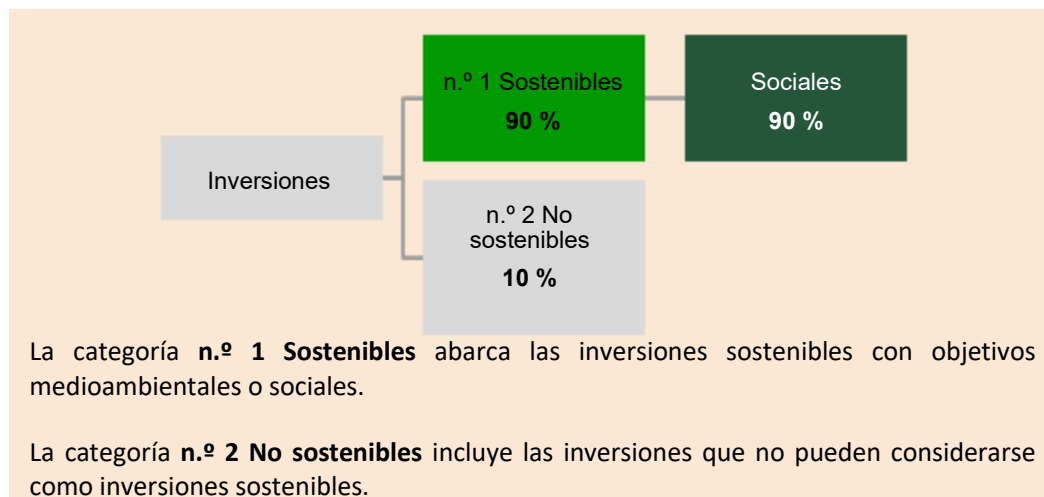 n.º 1 Sostenibles
90 %
Sociales
90 %
Inversiones
n.º 2 No
sostenibles
10 %
La categoría n.º 1 Sostenibles abarca las inversiones sostenibles con objetivos
medioambientales o sociales.
La categoría n.º 2 No sostenibles incluye las inversiones que no pueden considerarse
como inversiones sostenibles.